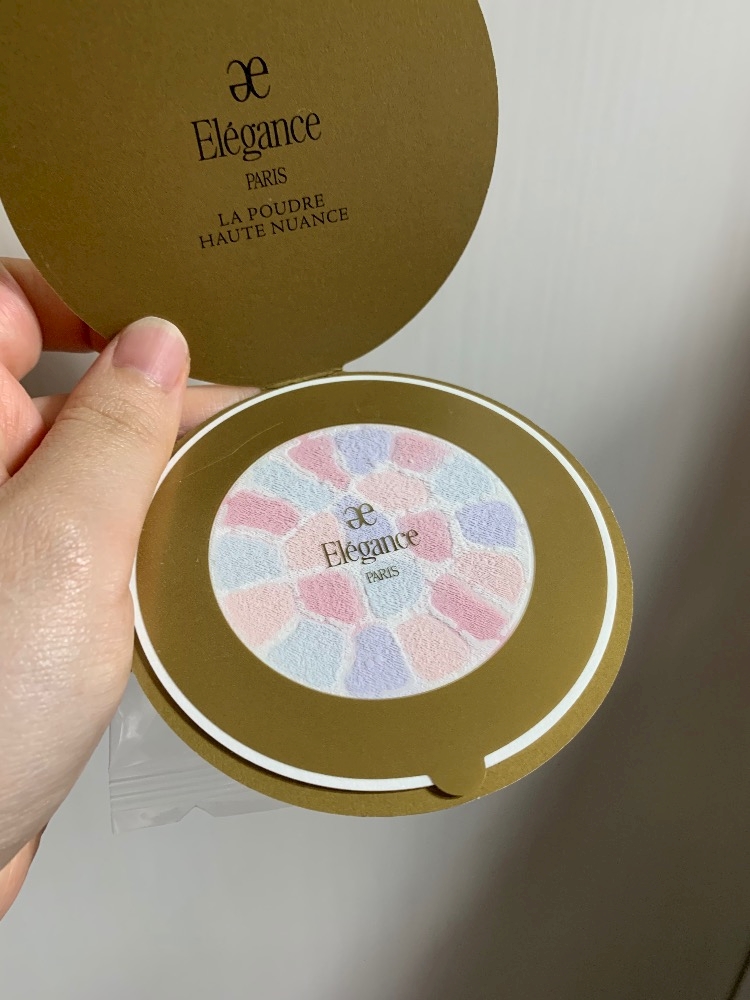 æ
Elégance
PARIS
LA POUDRE
HAUTE NUANCE
æ
Elégance
PARIS